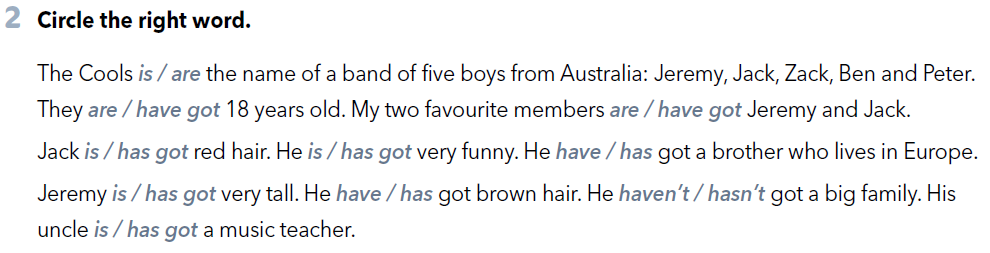 2 Circle the right word.
The Cools is / are the name of a band of five boys from Australia: Jeremy, Jack, Zack, Ben and Peter.
They are / have got 18 years old. My two favourite members are / have got Jeremy and Jack.
Jack is / has got red hair. He is / has got very funny. He have / has got a brother who lives in Europe.
Jeremy is / has got very tall. He have / has got brown hair. He haven’t / hasn’t got a big family. His
uncle is / has got a music teacher.